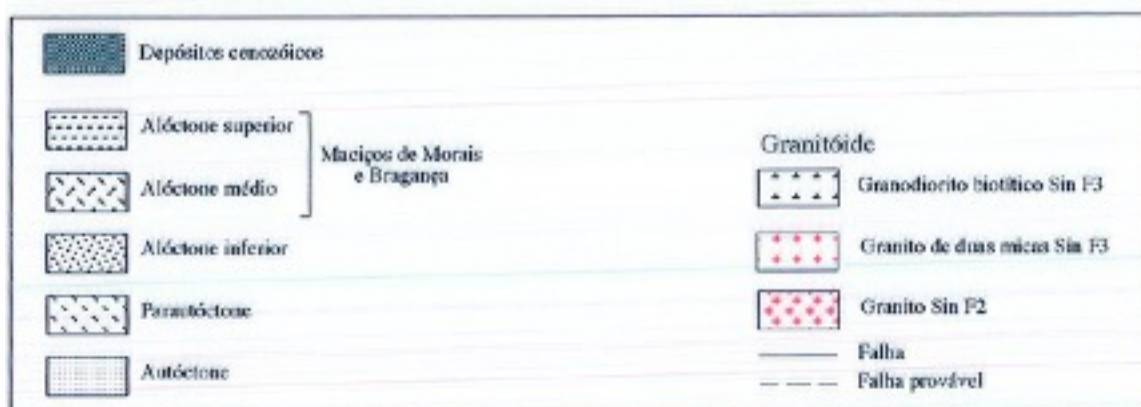 Depósitos cenozóicos
Alóctone superior
Alóctone médio
Maciços de Morais
e Bragança
Alóctone inferior
Parautóctone
Autóctone
Granitóide
Granodiorito biotítico Sin F3
Granito de duas micas Sin F3
Granito Sin F2
Falha
Falha provável